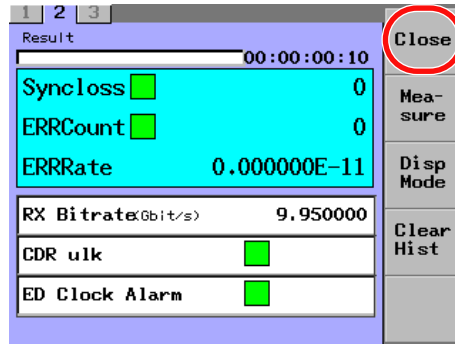 1 2 3
Result
00:00:00:10
Syncloss 0
ERRCount 0
ERRRate 0.000000E-11
RX Bitrate(Gbit/s) 9.950000
CDR ulk
ED Clock Alarm
Close
Mea-
sure
Disp
Mode
Clear
Hist